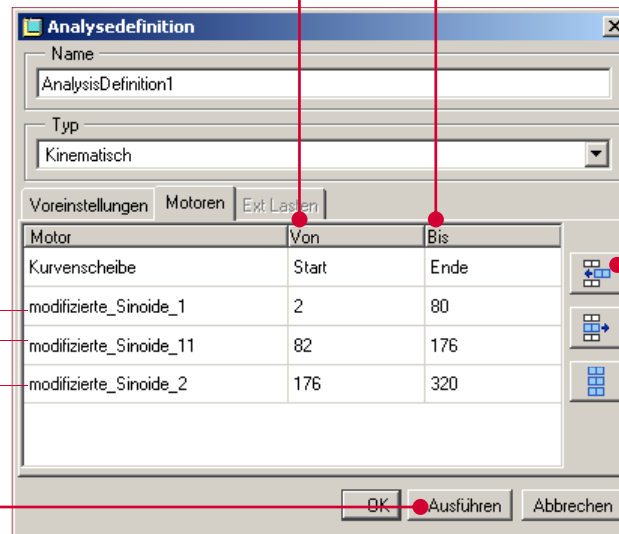 Analysedefinition
Name
AnalysisDefinition1
Typ
Kinematisch
Voreinstellungen Motoren Ext Lasten
Motor Von Bis
Kurvenscheibe Start Ende
modifizierte_Sinoide_1 2 80
modifizierte_Sinoide_11 82 176
modifizierte_Sinoide_2 176 320
OK Ausführen Abbrechen